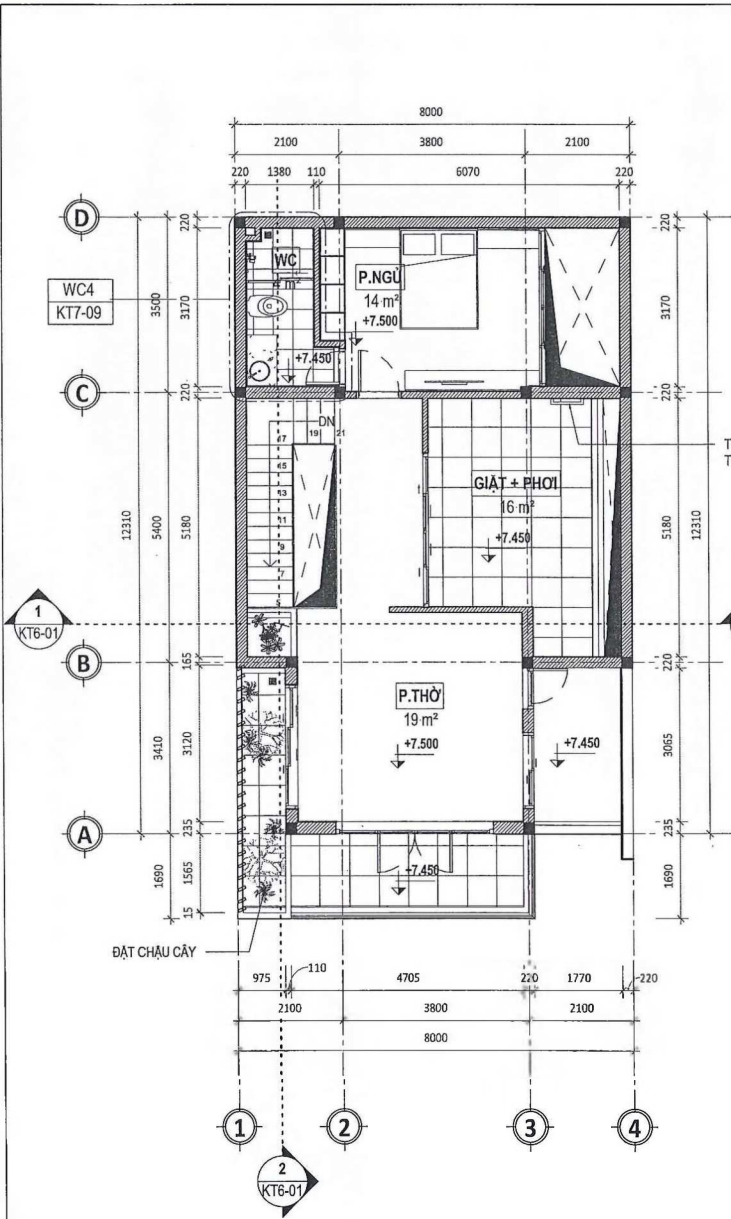 8000
2100 3800 2100
220 1380 110 6070 220
D
220
220
WC
4 m²
P.NGỦ
14 m²
+7.500
WC4
KT7-09
3500
3170
3170
+7.450
C
220
220
DN
17 19 21
15
13
11
9
7
GIẶT + PHƠI
16 m²
+7.450
T
T
12310
5400
5180
5180
12310
1
KT6-01
B
165
220
P.THỜ
19 m²
+7.500
+7.450
3410
3120
3065
A
235
235
1690
1565
1690
+7.450
15
ĐẶT CHẬU CÂY
975 110 4705 220 1770 220
2100 3800 2100
8000
1 2 3 4
2
KT6-01